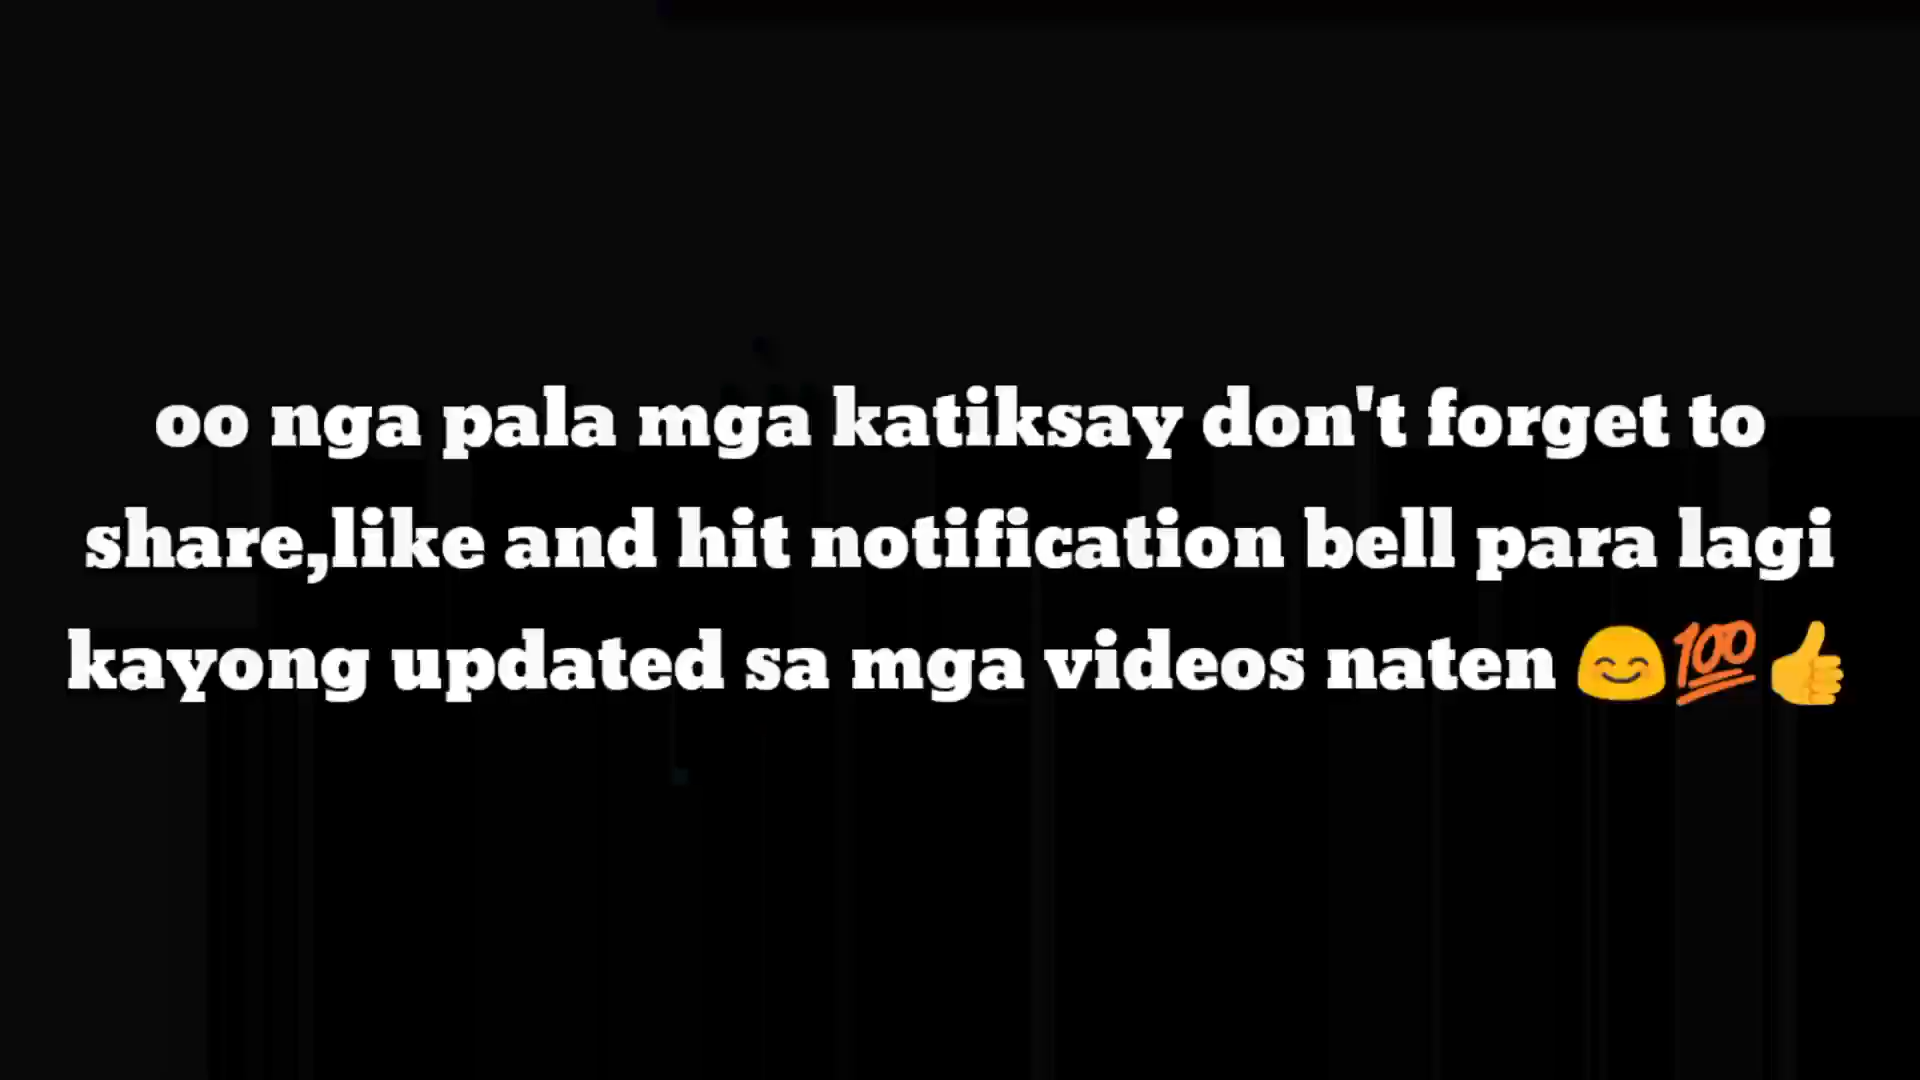 oo nga pala mga katiksay don't forget to
share,like and hit notification bell para lagi
kayong updated sa mga videos naten 😊💯👍